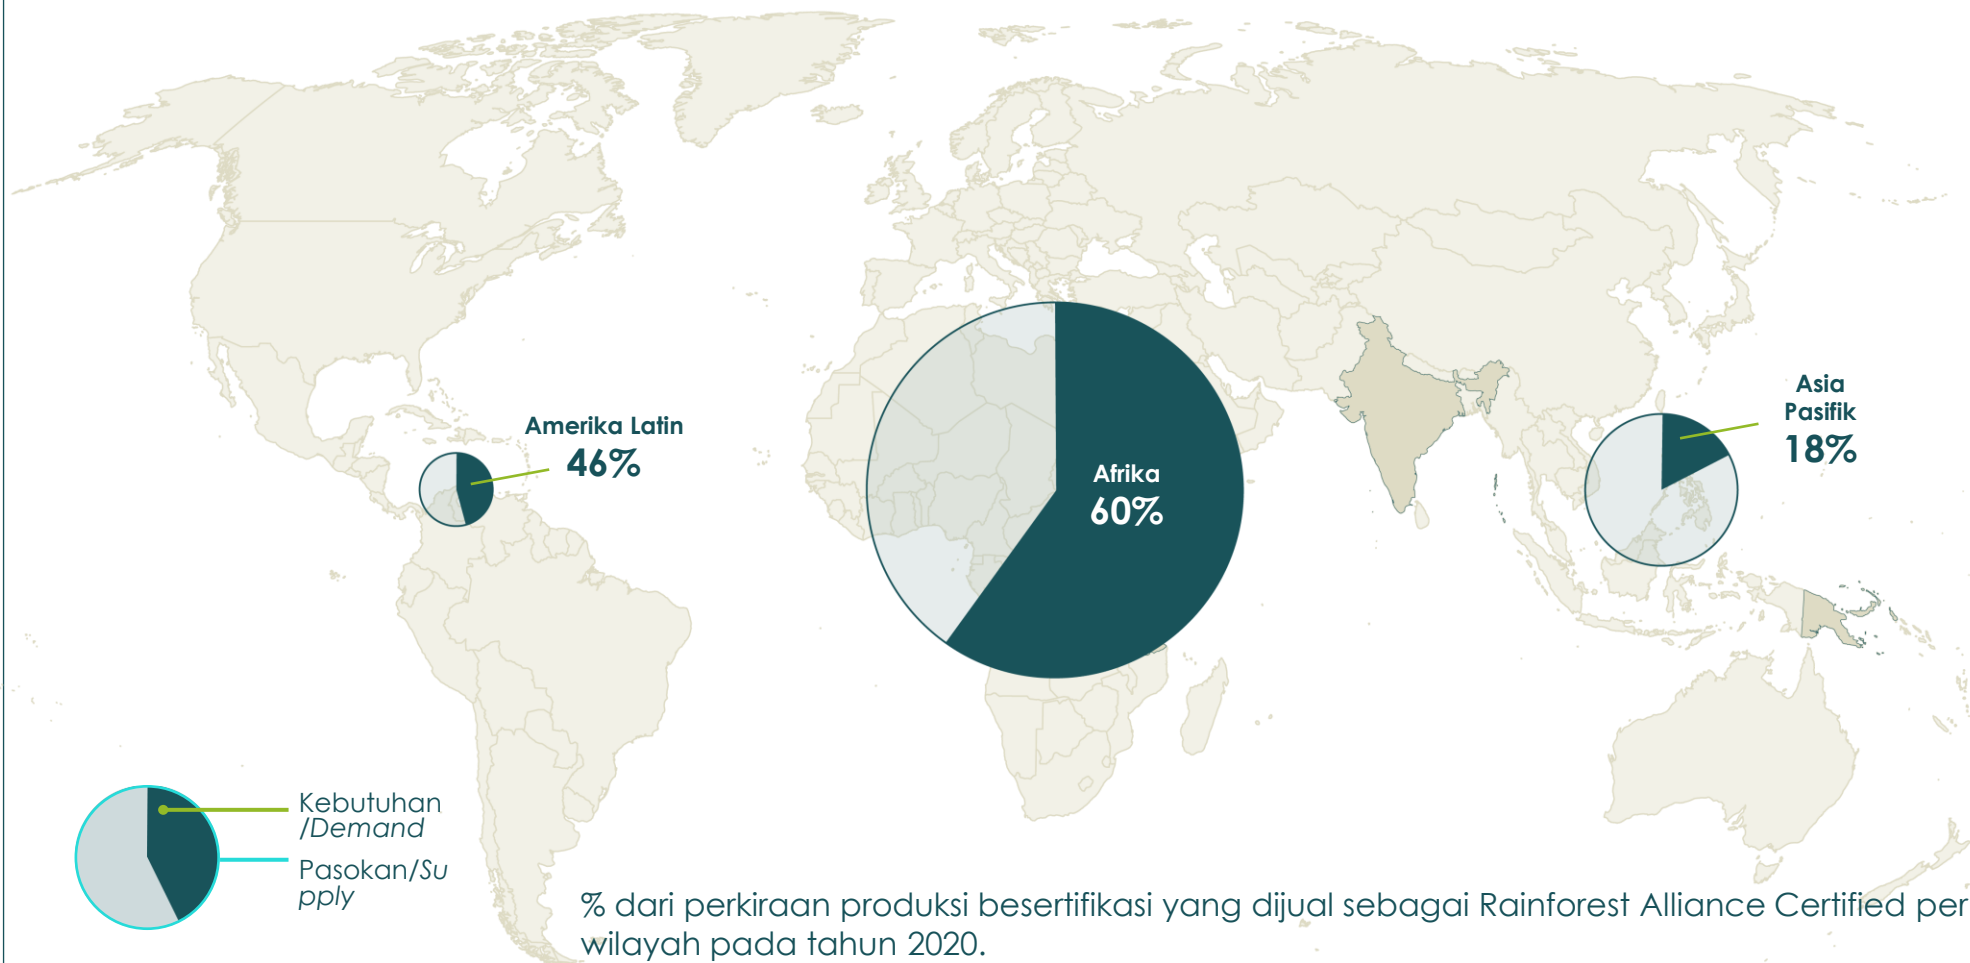 Amerika Latin
46%
Afrika
60%
Asia
Pasifik
18%
Kebutuhan
/Demand
Pasokan/Su
pply
% dari perkiraan produksi besertifikasi yang dijual sebagai Rainforest Alliance Certified per
wilayah pada tahun 2020.